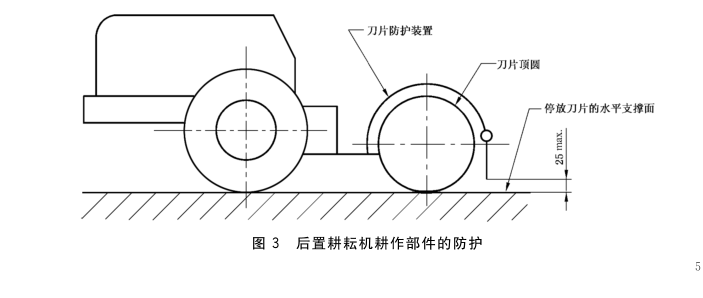 刀片防护装置
刀片顶圆
停放刀片的水平支撑面
25 max.
图 3 后置耕耘机耕作部件的防护
5